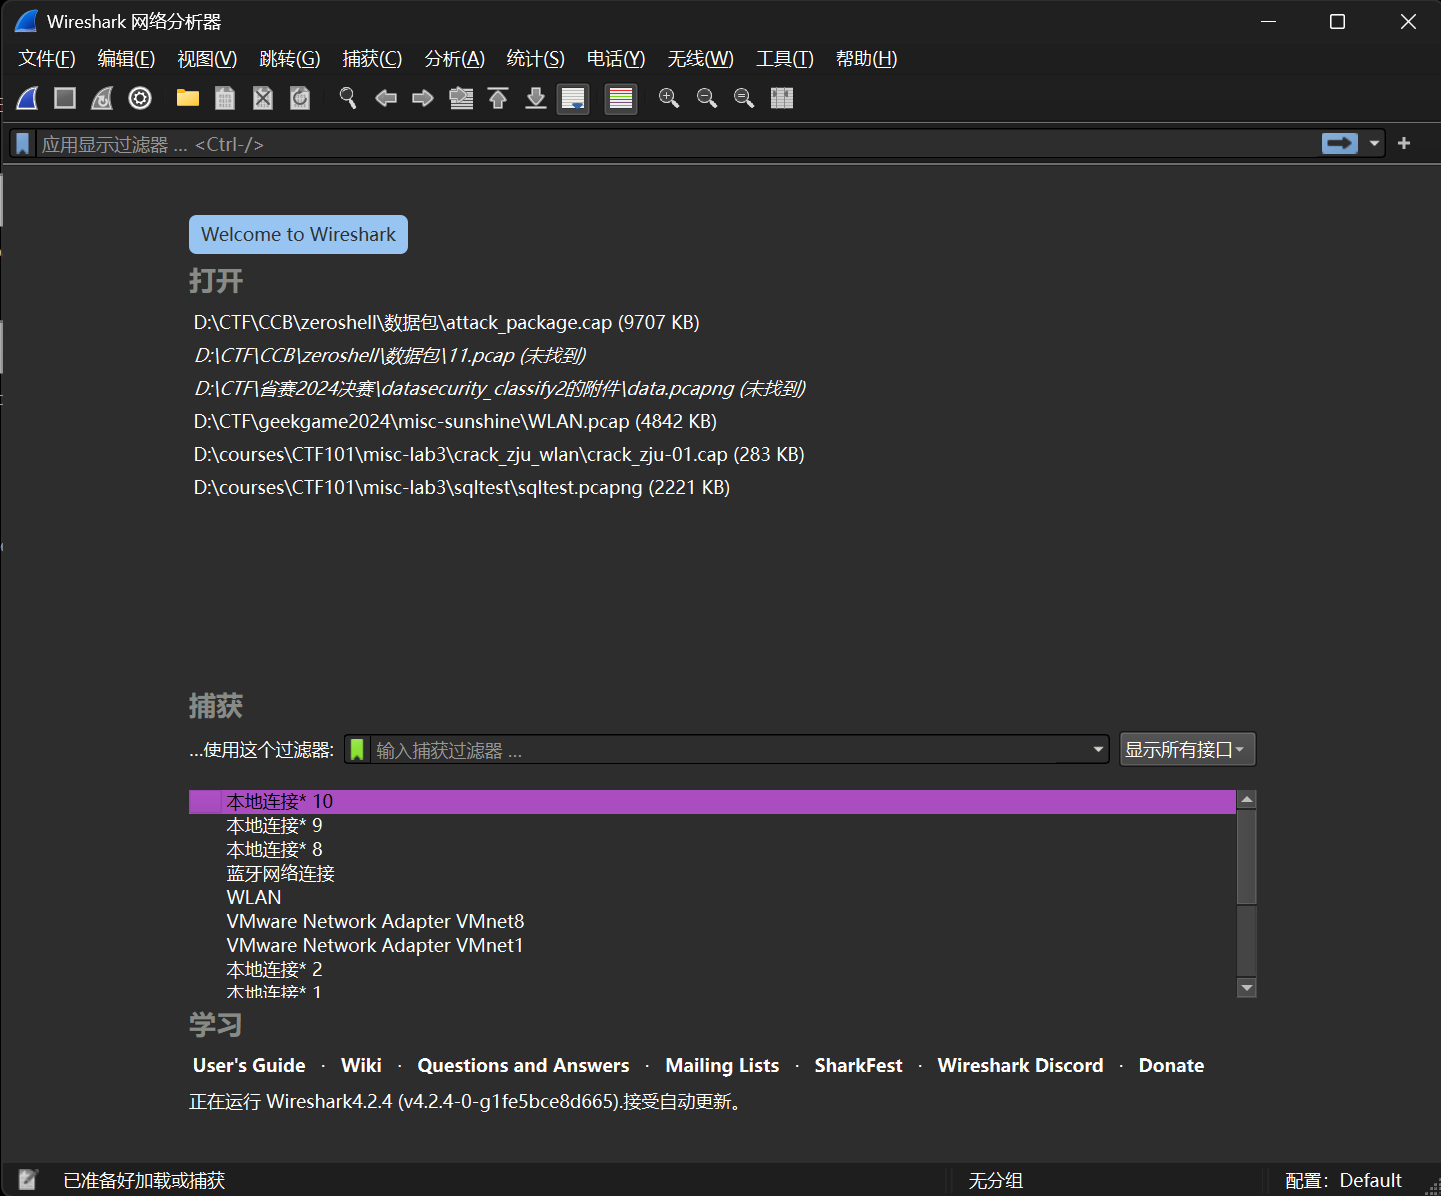 Wireshark 网络分析器
文件(F) 编辑(E) 视图(V) 跳转(G) 捕获(C) 分析(A) 统计(S) 电话(Y) 无线(W) 工具(T) 帮助(H)
应用显示过滤器 … <Ctrl-/>
Welcome to Wireshark
打开
D:\CTF\CCB\zeroshell\数据包\attack_package.cap (9707 KB)
D:\CTF\CCB\zeroshell\数据包\11.pcap (未找到)
D:\CTF\省赛2024决赛\datasecurity_classify2的附件\data.pcapng (未找到)
D:\CTF\geekgame2024\misc-sunshine\WLAN.pcap (4842 KB)
D:\courses\CTF101\misc-lab3\crack_zju_wlan\crack_zju-01.cap (283 KB)
D:\courses\CTF101\misc-lab3\sqltest\sqltest.pcapng (2221 KB)
捕获
…使用这个过滤器: 输入捕获过滤器 … 显示所有接口
本地连接* 10
本地连接* 9
本地连接* 8
蓝牙网络连接
WLAN
VMware Network Adapter VMnet8
VMware Network Adapter VMnet1
本地连接* 2
本地连接* 1
学习
User's Guide · Wiki · Questions and Answers · Mailing Lists · SharkFest · Wireshark Discord · Donate
正在运行 Wireshark4.2.4 (v4.2.4-0-g1fe5bce8d665).接受自动更新。
已准备好加载或捕获 无分组 配置：Default